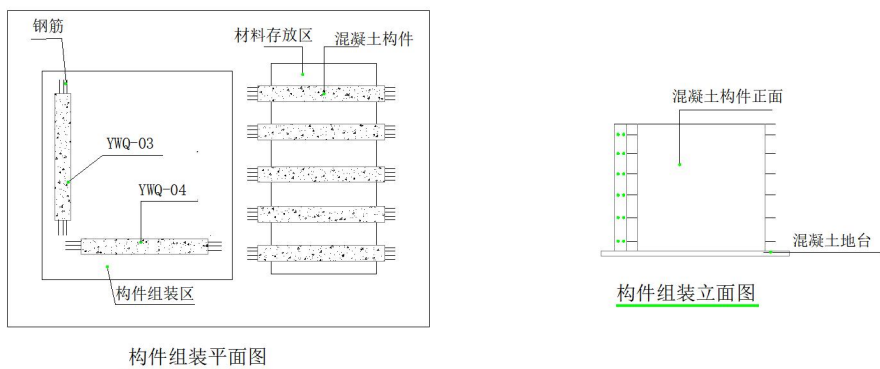 钢筋
材料存放区
混凝土构件
YWQ-03
YWQ-04
构件组装区
构件组装平面图
混凝土构件正面
混凝土地台
构件组装立面图